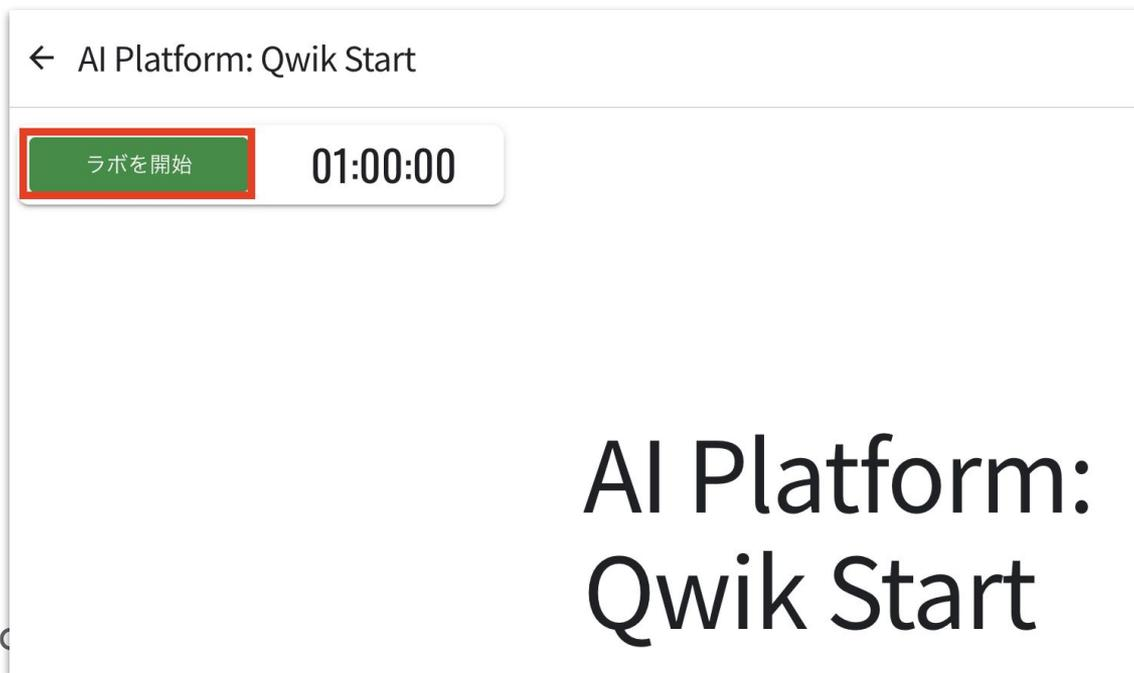 ← AI Platform: Qwik Start
ラボを開始
01:00:00
AI Platform:
Qwik Start